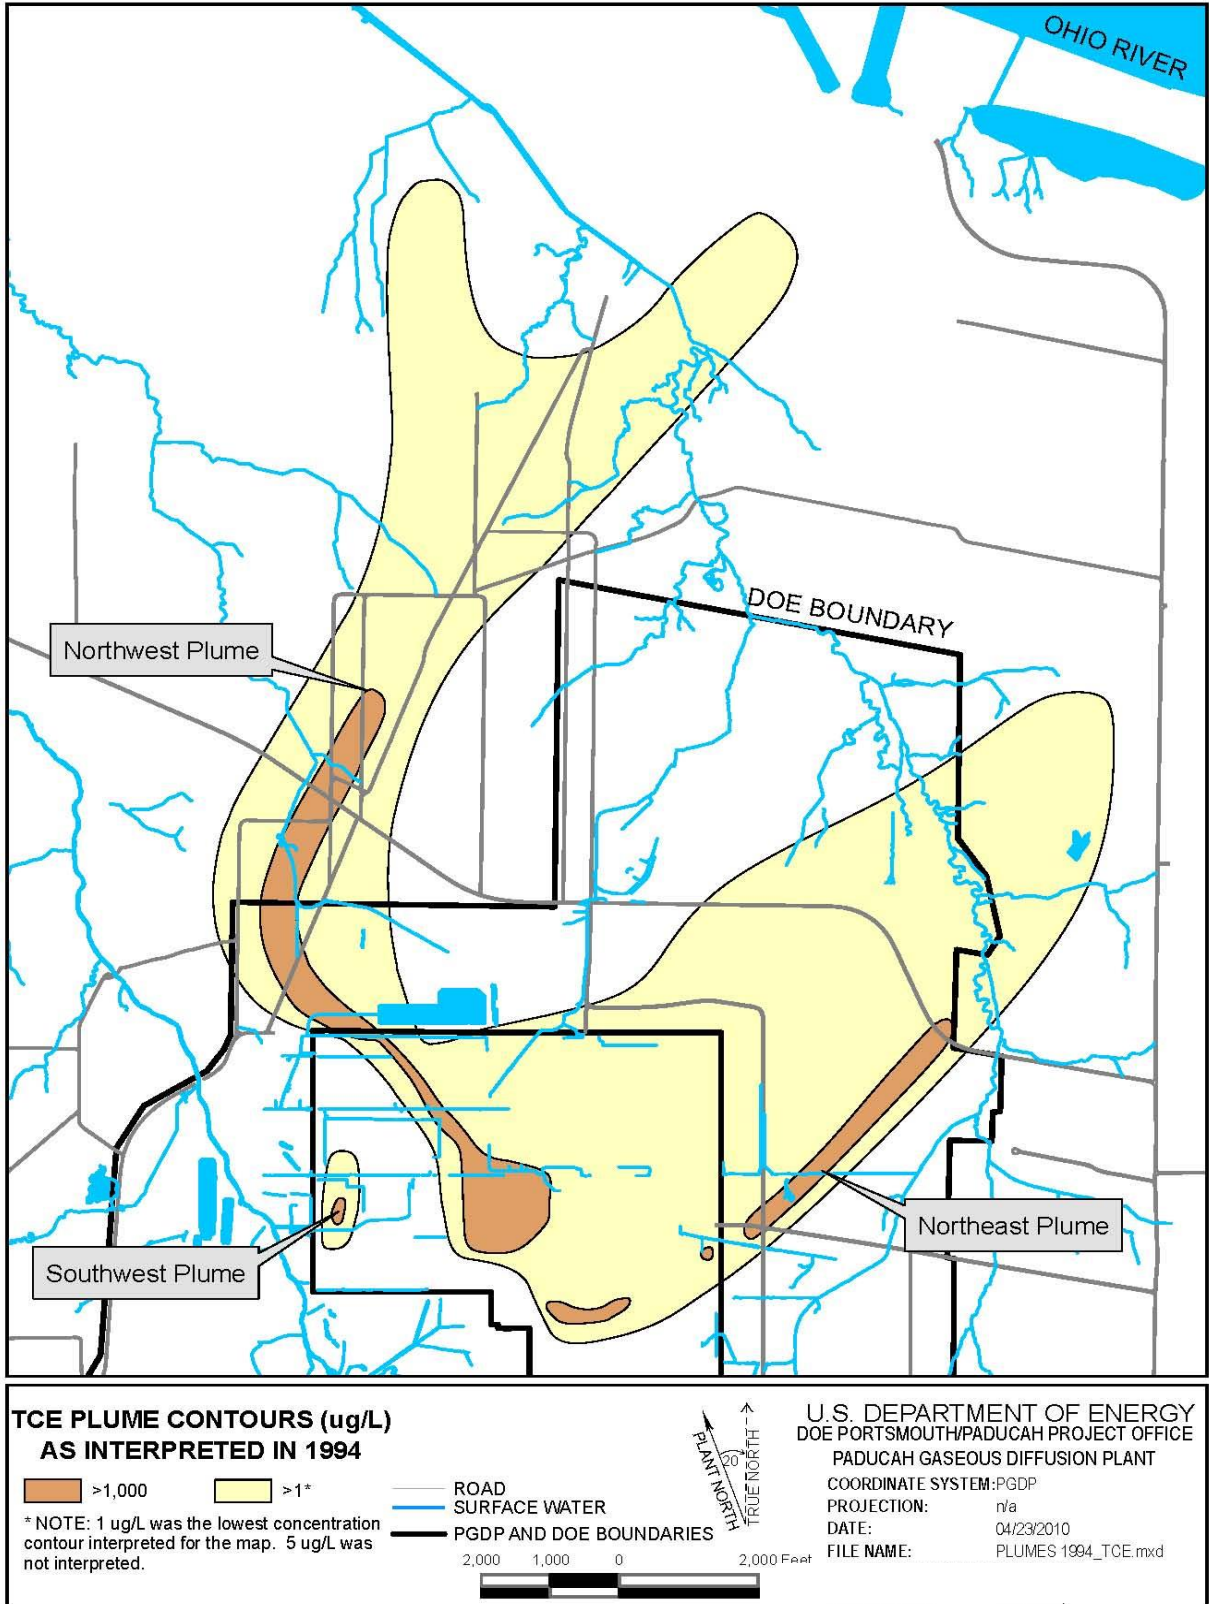 OHIO RIVER
DOE BOUNDARY
Northwest Plume
Northeast Plume
Southwest Plume
TCE PLUME CONTOURS (ug/L)
AS INTERPRETED IN 1994
>1,000
>1*
* NOTE: 1 ug/L was the lowest concentration
contour interpreted for the map. 5 ug/L was
not interpreted.
ROAD
SURFACE WATER
PGDP AND DOE BOUNDARIES
2,000 1,000 0 2,000 Feet
PLANT NORTH
20°
TRUE NORTH
U.S. DEPARTMENT OF ENERGY
DOE PORTSMOUTH/PADUCAH PROJECT OFFICE
PADUCAH GASEOUS DIFFUSION PLANT
COORDINATE SYSTEM:PGDP
PROJECTION: n/a
DATE: 04/23/2010
FILE NAME: PLUMES 1994_TCE.mxd